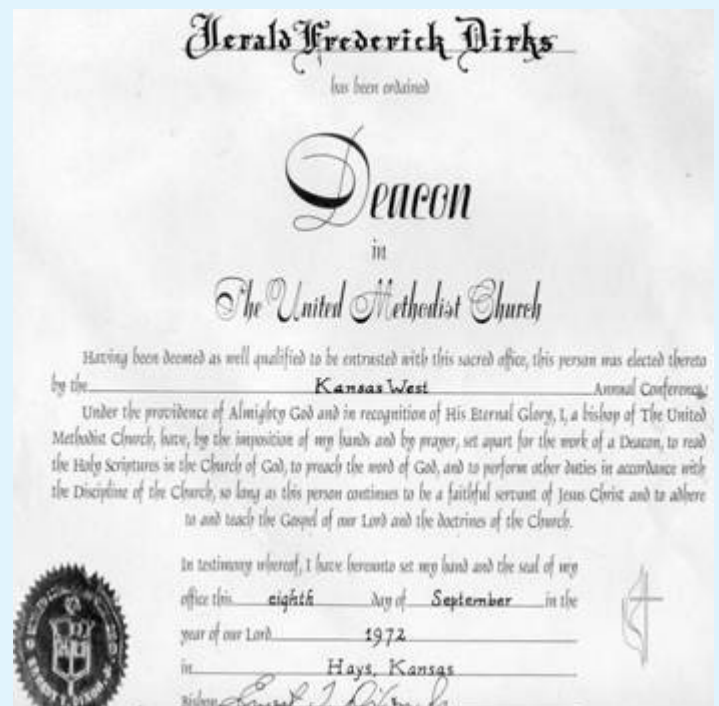 Jerald Frederick Dirks
has been ordained
Deacon
in
The United Methodist Church
Having been deemed as well qualified to be entrusted with this sacred office, this person was elected thereto
by the Kansas West Annual Conference:
Under the providence of Almighty God and in recognition of His Eternal Glory, I, a bishop of The United
Methodist Church, have, by the imposition of my hands and by prayer, set apart for the work of a Deacon, to read
the Holy Scriptures in the Church of God, to preach the word of God, and to perform other duties in accordance with
the Discipline of the Church, so long as this person continues to be a faithful servant of Jesus Christ and to adhere
to and teach the Gospel of our Lord and the doctrines of the Church.
In testimony whereof, I have hereunto set my hand and the seal of my
office this eighth day of September in the
year of our Lord 1972
in Hays, Kansas
Bishop